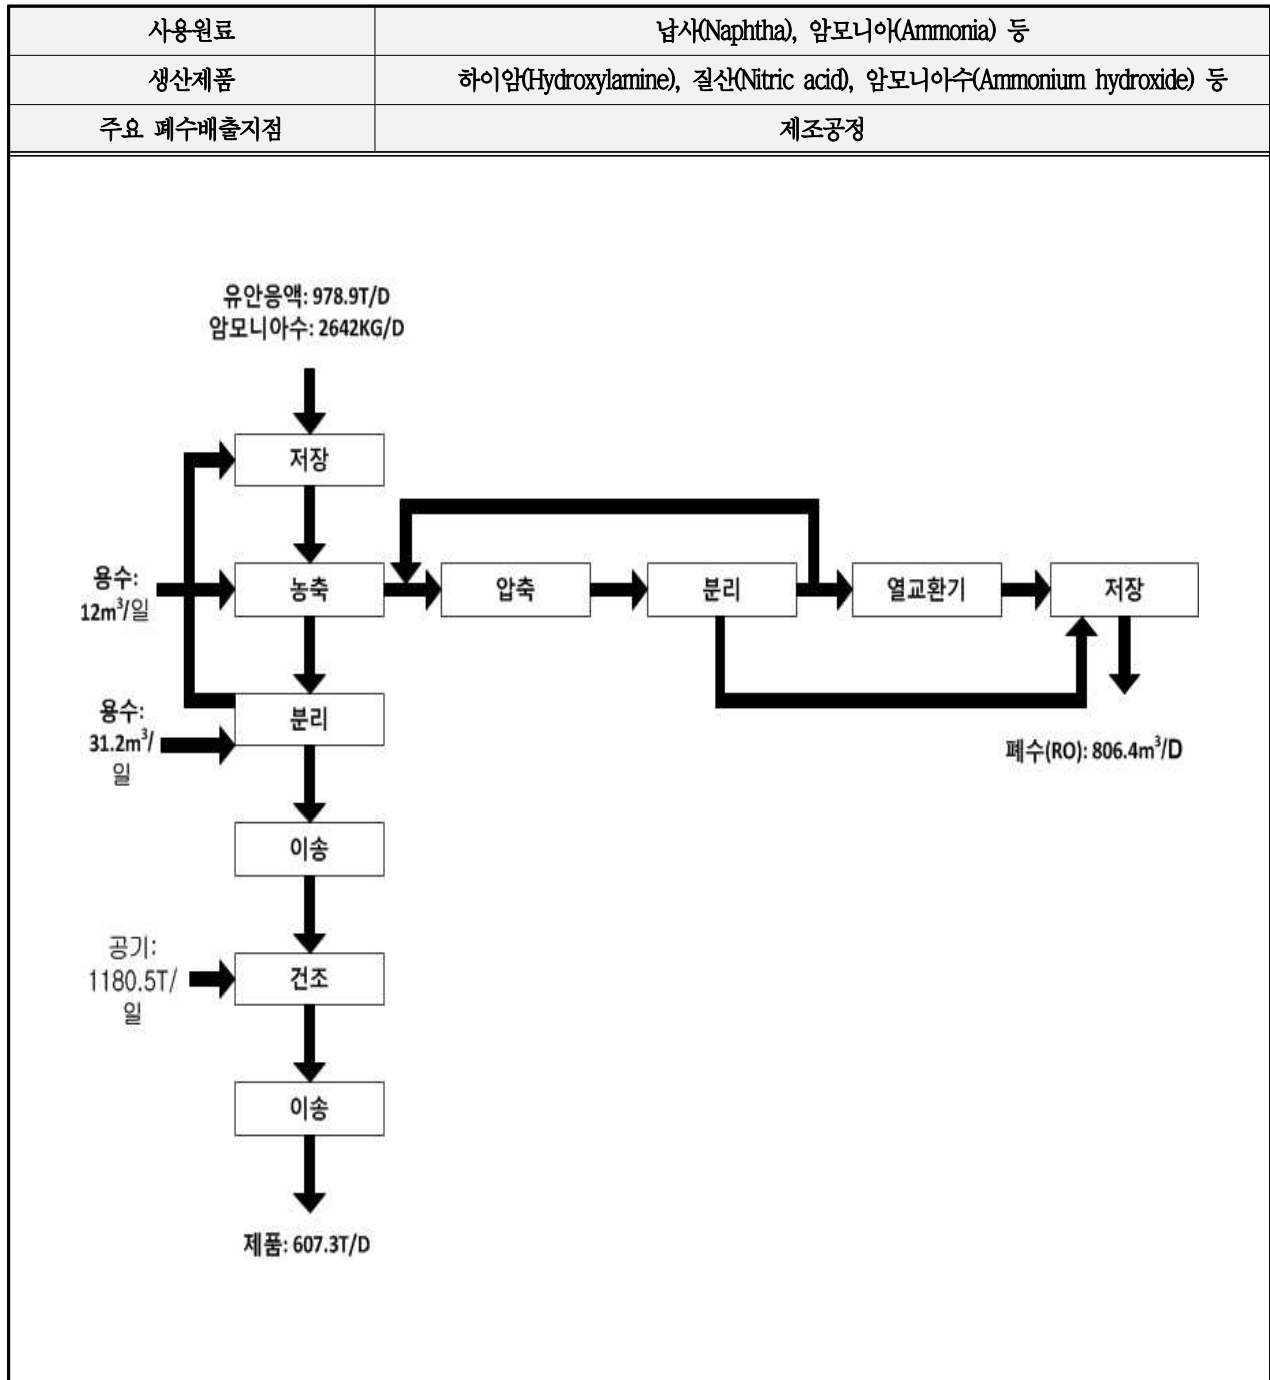 사용원료 납사(Naphtha), 암모니아(Ammonia) 등
생산제품 하이암(Hydroxylamine), 질산(Nitric acid), 암모니아수(Ammonium hydroxide) 등
주요 폐수배출지점 제조공정
유안용액: 978.9T/D
암모니아수: 2642KG/D
저장
용수:
12m³/일
농축
압축
분리
열교환기
저장
용수:
31.2m³/
일
분리
폐수(RO): 806.4m³/D
이송
공기:
1180.5T/
일
건조
이송
제품: 607.3T/D